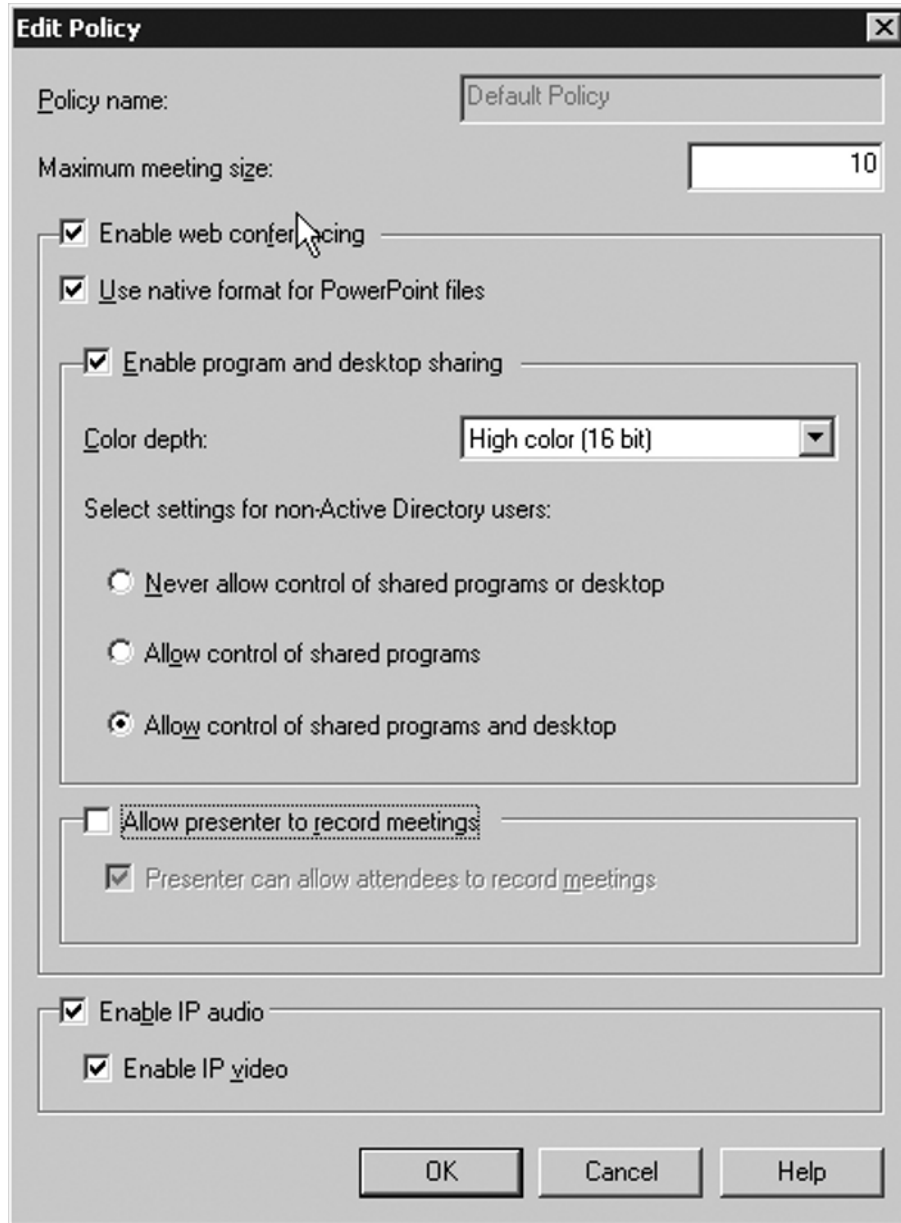 Edit Policy
Policy name: Default Policy
Maximum meeting size: 10
Enable web conferencing
Use native format for PowerPoint files
Enable program and desktop sharing
Color depth: High color (16 bit)
Select settings for non-Active Directory users:
Never allow control of shared programs or desktop
Allow control of shared programs
Allow control of shared programs and desktop
Allow presenter to record meetings
Presenter can allow attendees to record meetings
Enable IP audio
Enable IP video
OK Cancel Help